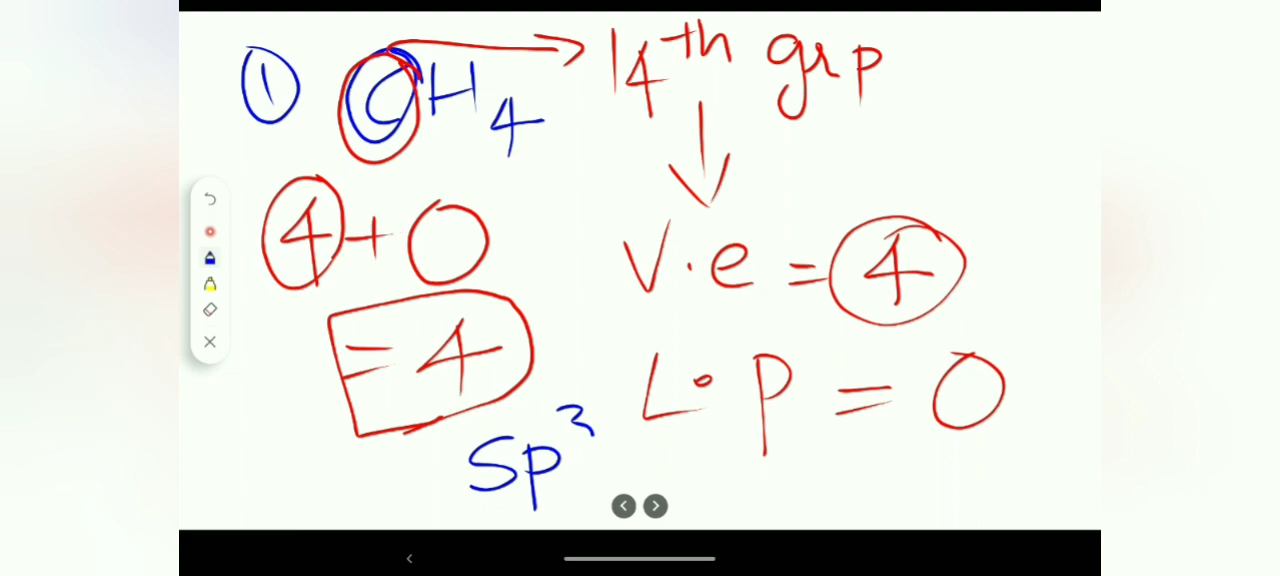 ① CH₄ → 14th grp
4 + 0
V.e = 4
= 4
L.P = 0
Sp³